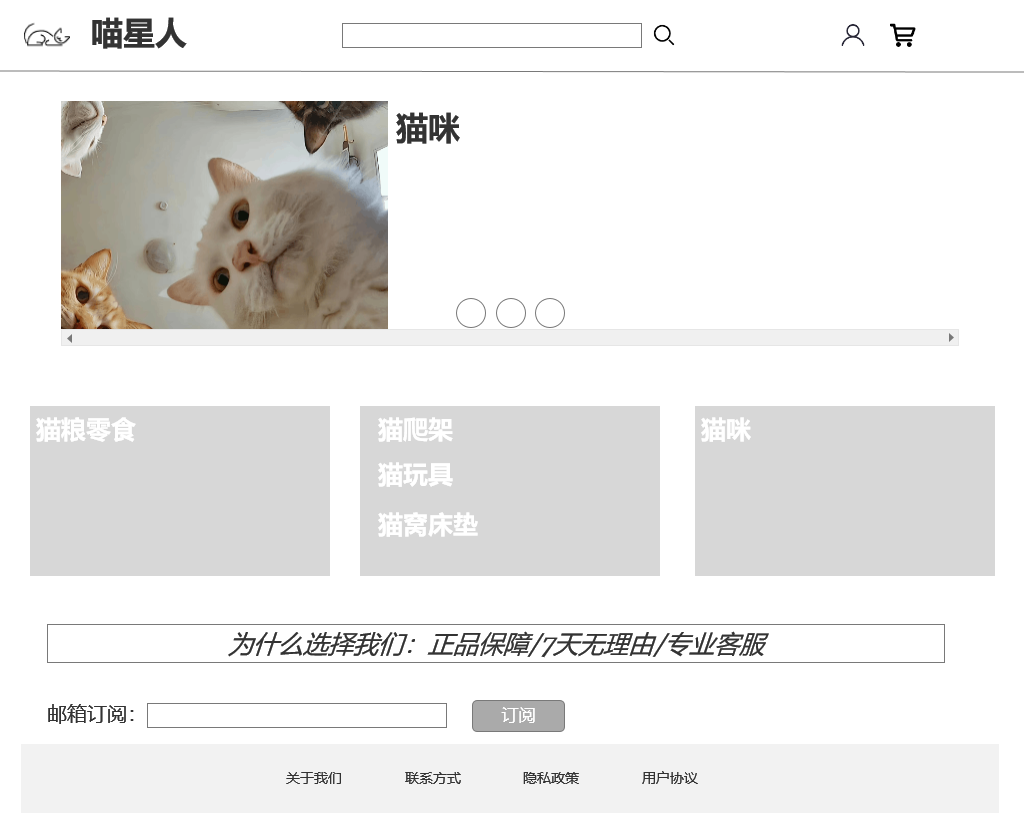 喵星人
猫咪
猫粮零食
猫爬架
猫玩具
猫窝床垫
猫咪
为什么选择我们：正品保障/7天无理由/专业客服
邮箱订阅：
订阅
关于我们 联系方式 隐私政策 用户协议